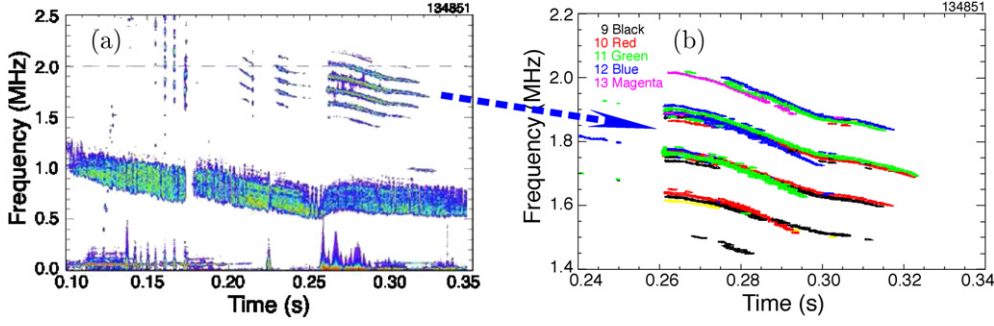 134851
(a)
Frequency (MHz)
2.5
2.0
1.5
1.0
0.5
0.0
0.10 0.15 0.20 0.25 0.30 0.35
Time (s)
134851
(b)
9 Black
10 Red
11 Green
12 Blue
13 Magenta
Frequency (MHz)
2.2
2.0
1.8
1.6
1.4
0.24 0.26 0.28 0.30 0.32 0.34
Time (s)